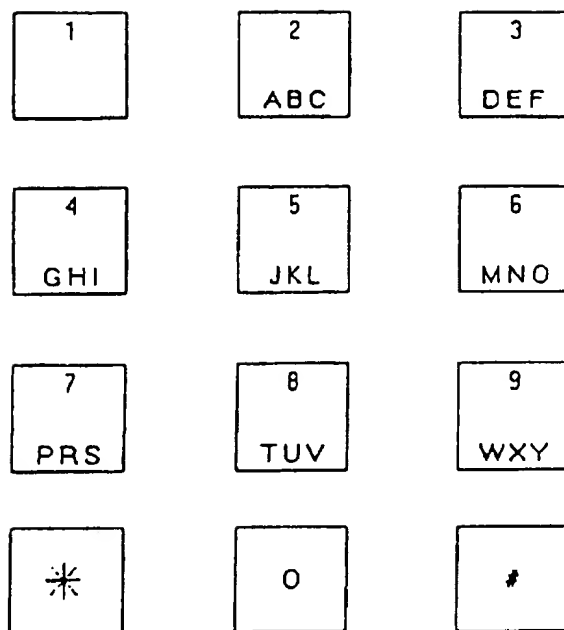 1 2 3
ABC DEF
4 5 6
GHI JKL MNO
7 8 9
PRS TUV WXY
* 0 #